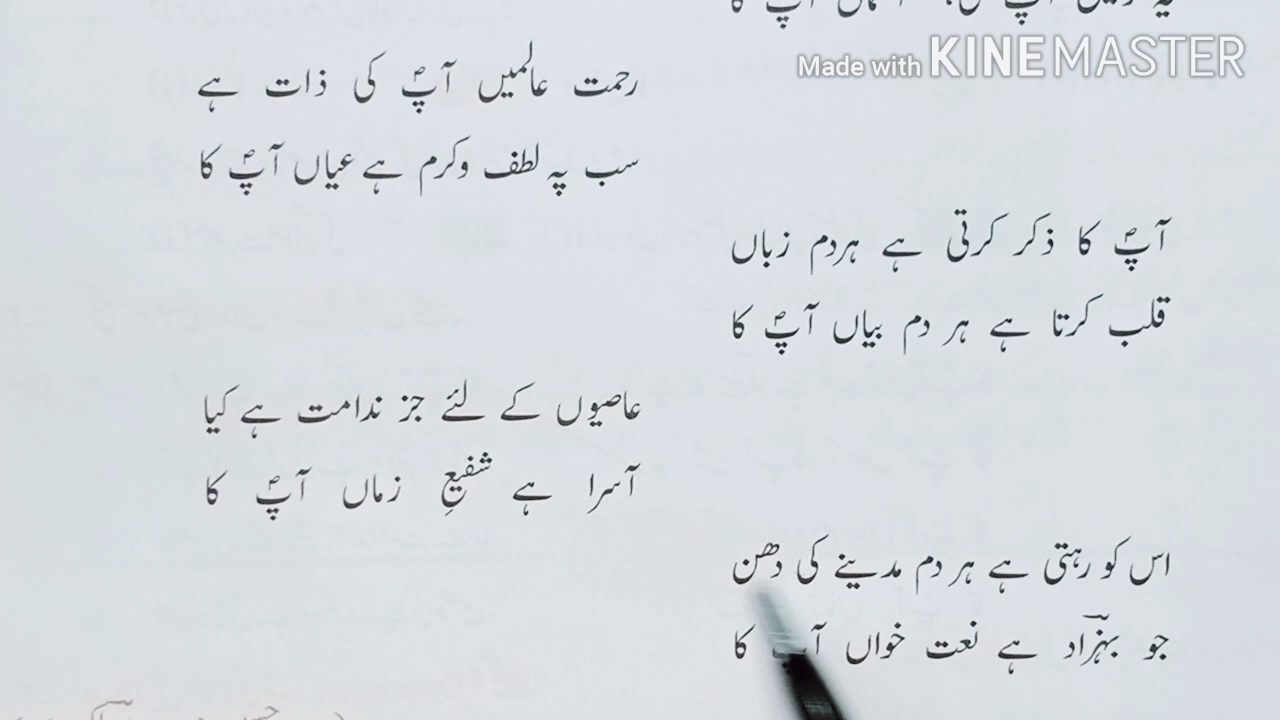 Made with KINEMASTER
رحمت عالمیں آپؐ کی ذات ہے
سب پہ لطف وکرم ہے عیاں آپؐ کا
آپؐ کا ذکر کرتی ہے ہردم زباں
قلب کرتا ہے ہر دم بیاں آپؐ کا
عاصیوں کے لئے جز ندامت ہے کیا
آسرا ہے شفیعِ زماں آپؐ کا
اس کو رہتی ہے ہر دم مدینے کی دھن
جو بہزؔاد ہے نعت خواں آپ کا